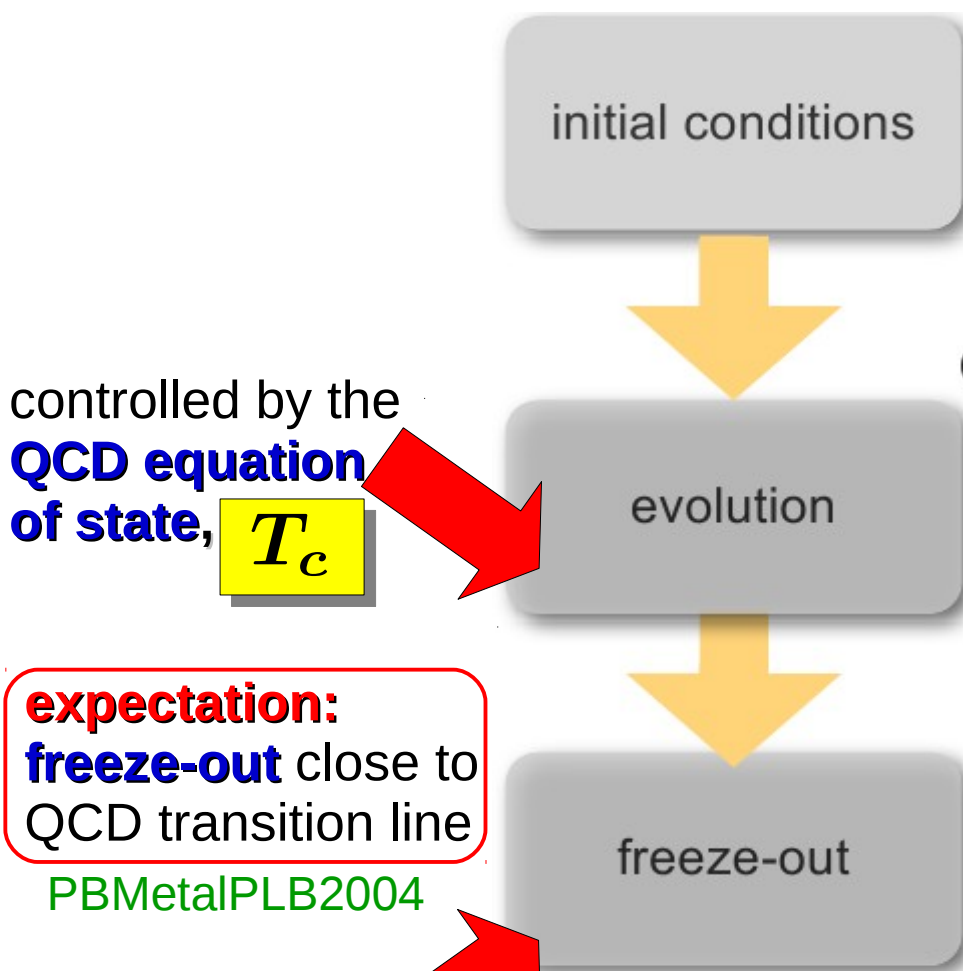 initial conditions
controlled by the
QCD equation
of state, T_c
evolution
expectation:
freeze-out close to
QCD transition line
freeze-out
PBMetalPLB2004